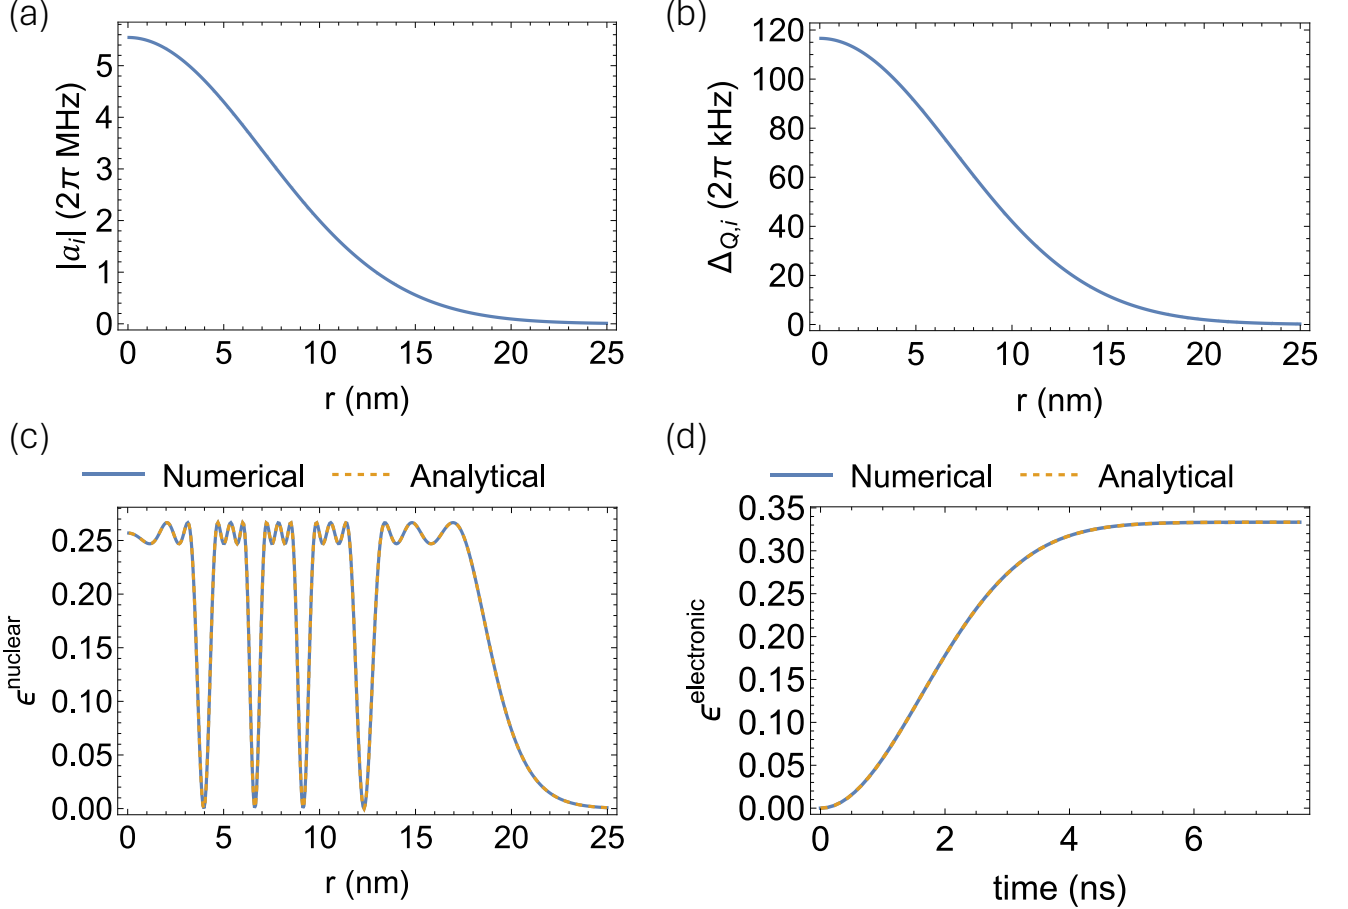 (a)
|a_i| (2π MHz)
5
4
3
2
1
0
0 5 10 15 20 25
r (nm)
(b)
Δ_{Q,i} (2π kHz)
120
100
80
60
40
20
0
0 5 10 15 20 25
r (nm)
(c)
Numerical Analytical
ϵ^nuclear
0.25
0.20
0.15
0.10
0.05
0.00
0 5 10 15 20 25
r (nm)
(d)
Numerical Analytical
ϵ^electronic
0.35
0.30
0.25
0.20
0.15
0.10
0.05
0.00
0 2 4 6
time (ns)